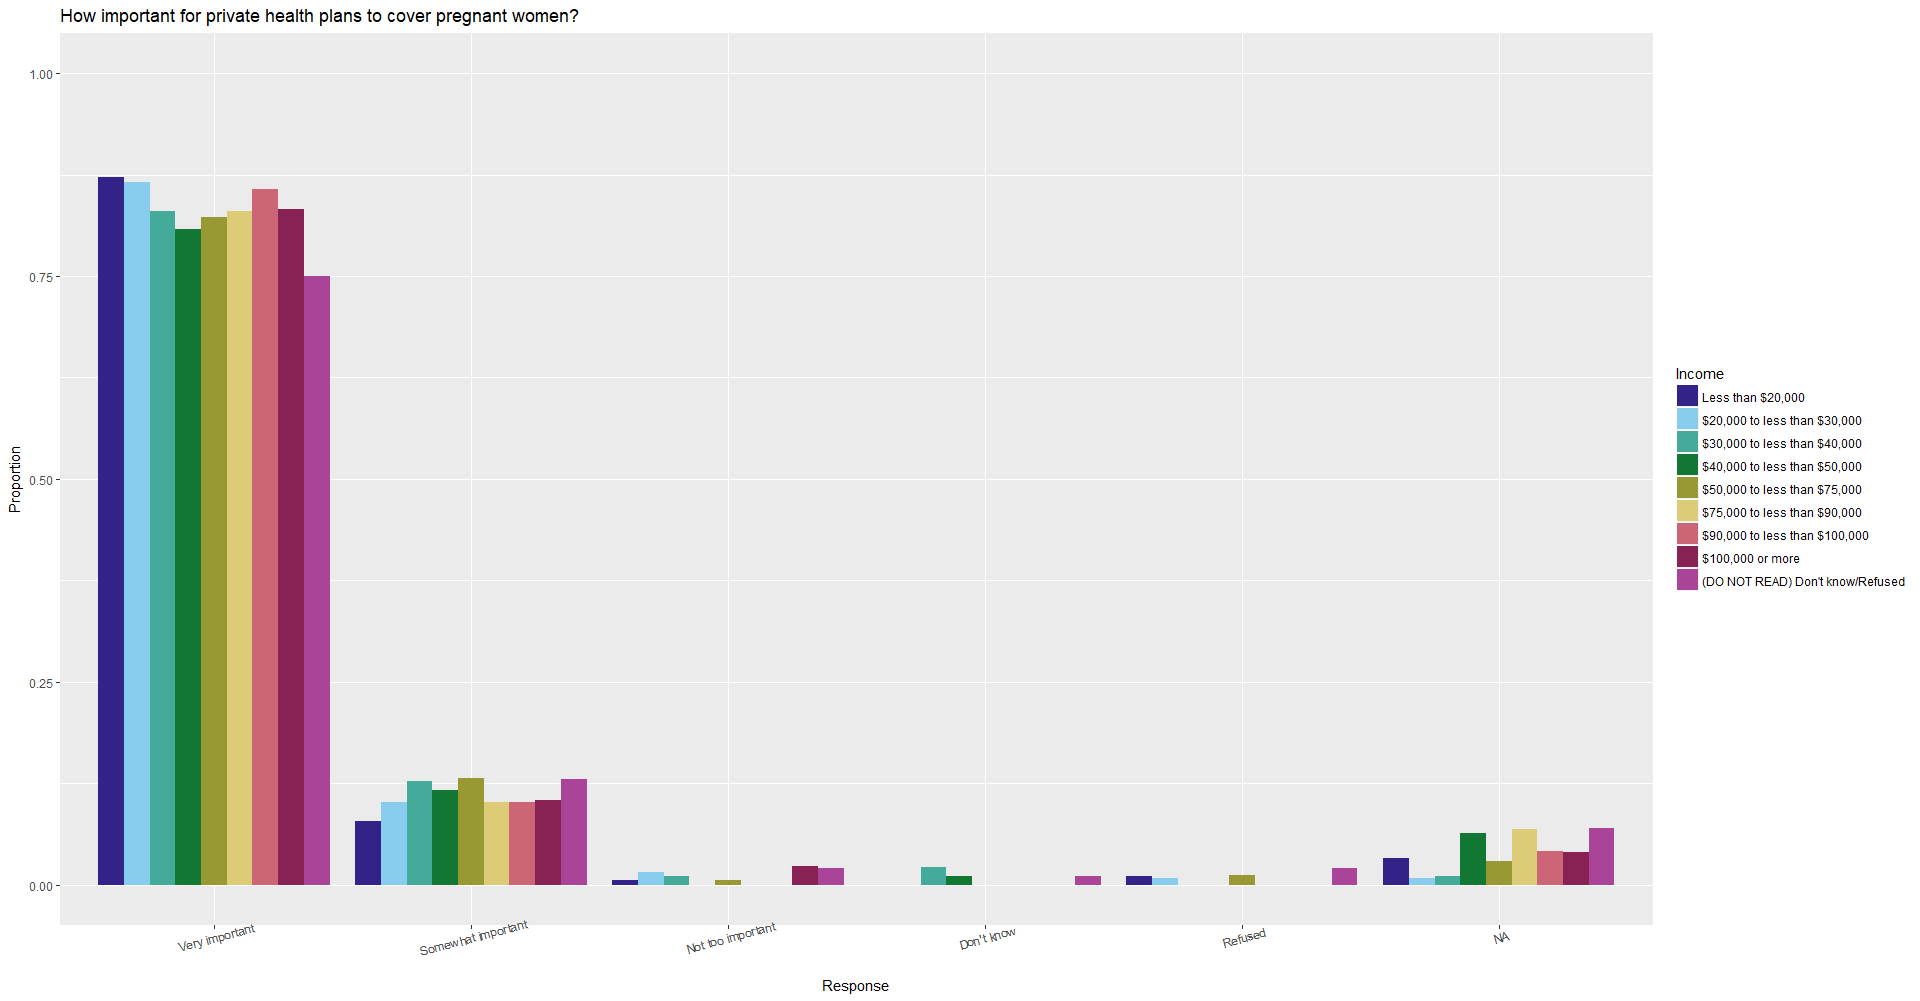 How important for private health plans to cover pregnant women?
1.00
0.75
0.50
0.25
0.00
Proportion
Very important
Somewhat important
Not too important
Don't know
Refused
NA
Response
Income
Less than $20,000
$20,000 to less than $30,000
$30,000 to less than $40,000
$40,000 to less than $50,000
$50,000 to less than $75,000
$75,000 to less than $90,000
$90,000 to less than $100,000
$100,000 or more
(DO NOT READ) Don't know/Refused